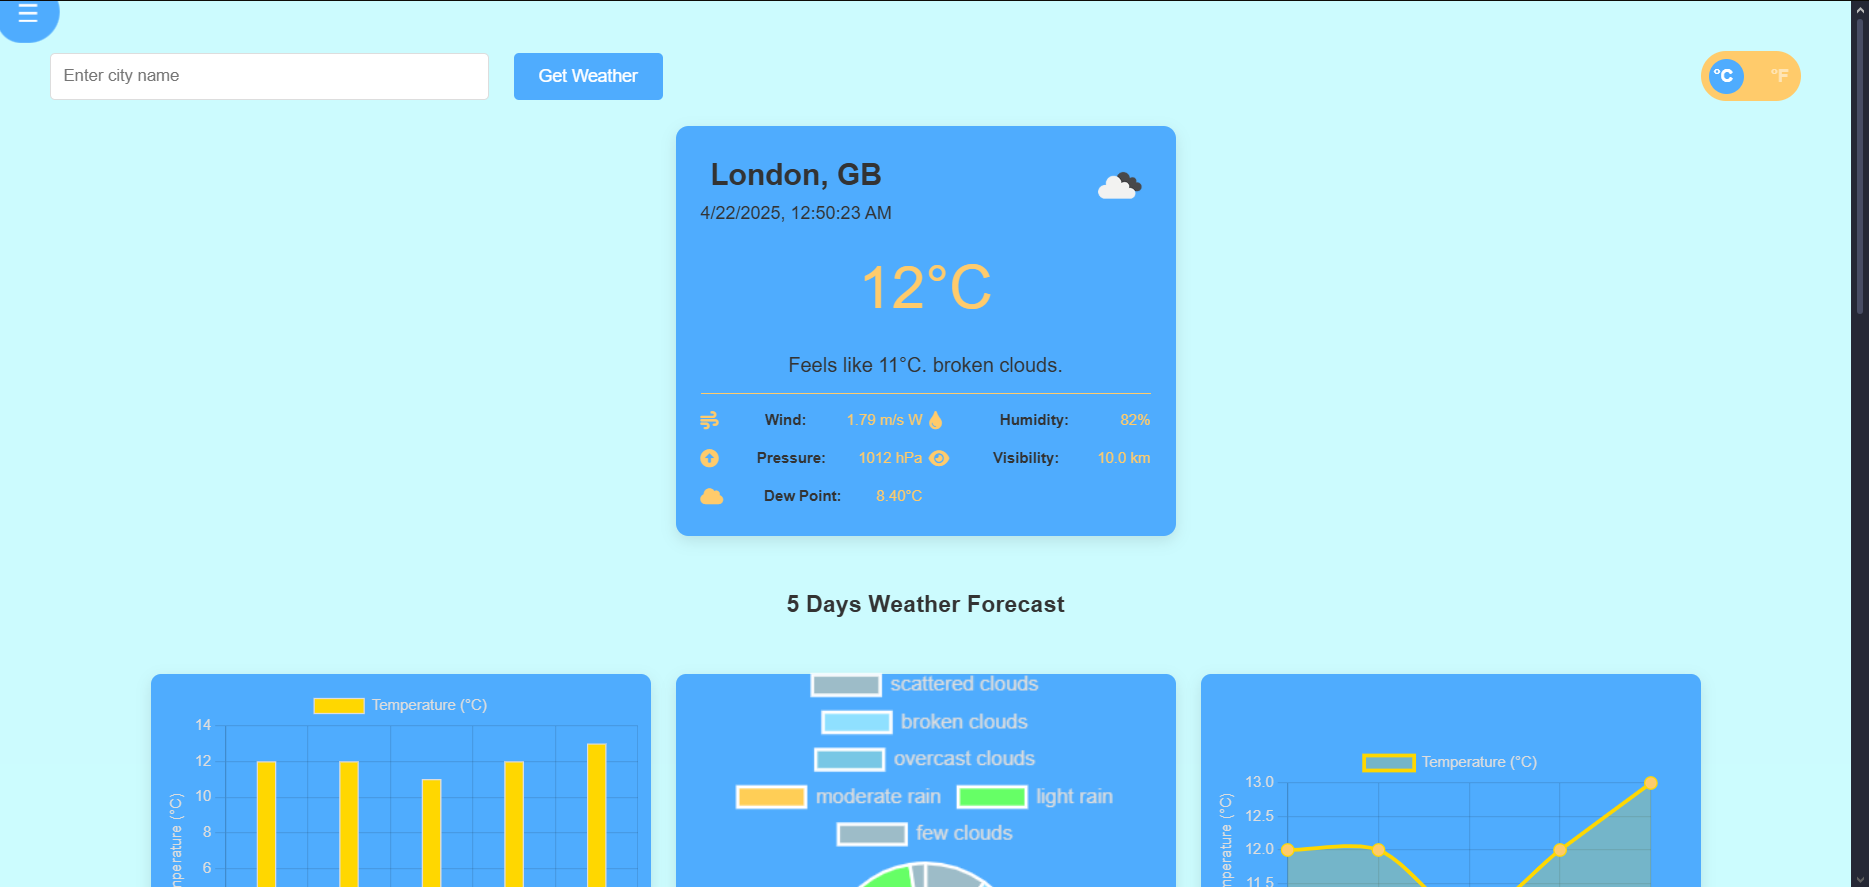 Enter city name
Get Weather
°C °F
London, GB
4/22/2025, 12:50:23 AM
12°C
Feels like 11°C. broken clouds.
Wind: 1.79 m/s W Humidity: 82%
Pressure: 1012 hPa Visibility: 10.0 km
Dew Point: 8.40°C
5 Days Weather Forecast
Temperature (°C)
14
12
10
8
6
scattered clouds
broken clouds
overcast clouds
moderate rain light rain
few clouds
Temperature (°C)
13.0
12.5
12.0
11.5